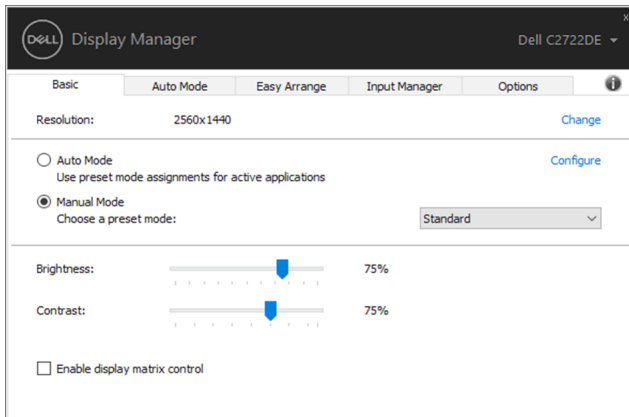 x
DELL Display Manager Dell C2722DE
Basic Auto Mode Easy Arrange Input Manager Options i
Resolution: 2560x1440 Change
Auto Mode Configure
Use preset mode assignments for active applications
Manual Mode
Choose a preset mode: Standard
Brightness: 75%
Contrast: 75%
Enable display matrix control